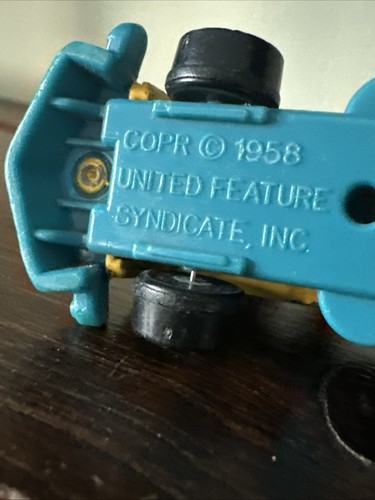 COPR © 1958
UNITED FEATURE
SYNDICATE, INC.